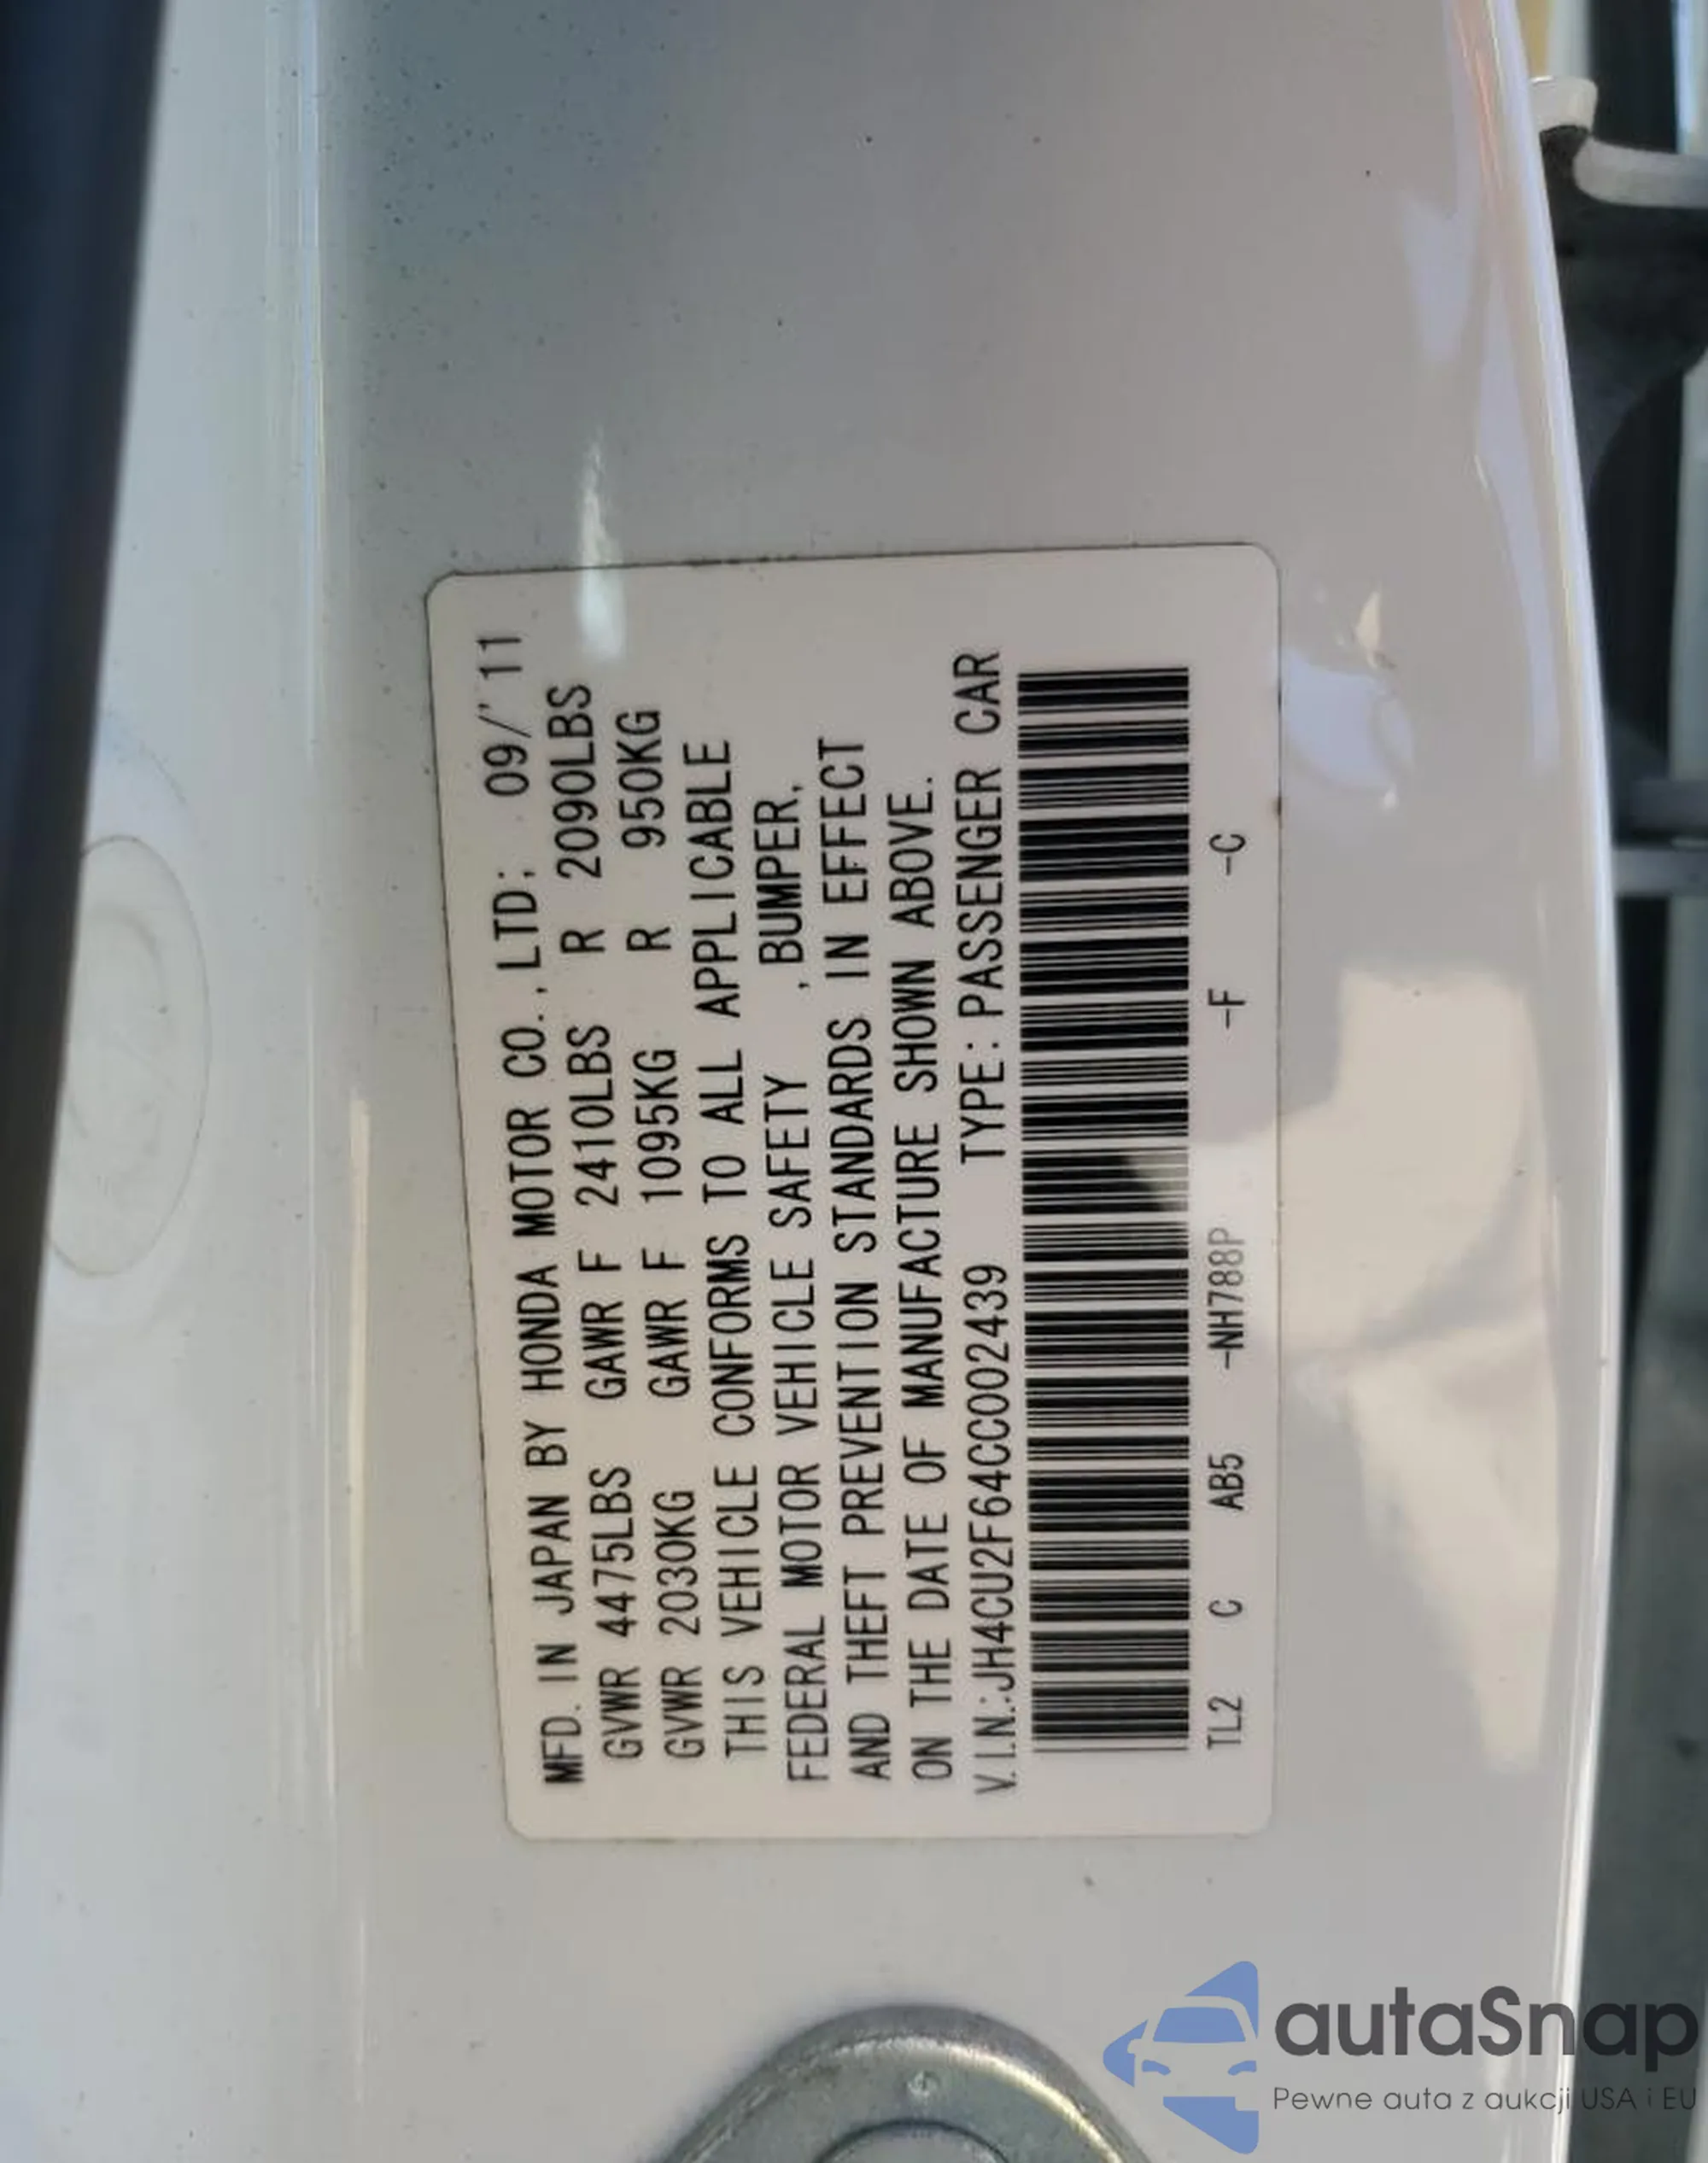 MFD. IN JAPAN BY HONDA MOTOR CO.,LTD; 09/'11
GVWR 4475LBS GAWR F 2410LBS R 2090LBS
GVWR 2030KG GAWR F 1095KG R 950KG
THIS VEHICLE CONFORMS TO ALL APPLICABLE
FEDERAL MOTOR VEHICLE SAFETY ,BUMPER,
AND THEFT PREVENTION STANDARDS IN EFFECT
ON THE DATE OF MANUFACTURE SHOWN ABOVE.
V.I.N.:JH4CU2F64CC002439 TYPE:PASSENGER CAR
TL2 C AB5 -NH788P -F -C
autaSnap
Pewne auta z aukcji USA i EU